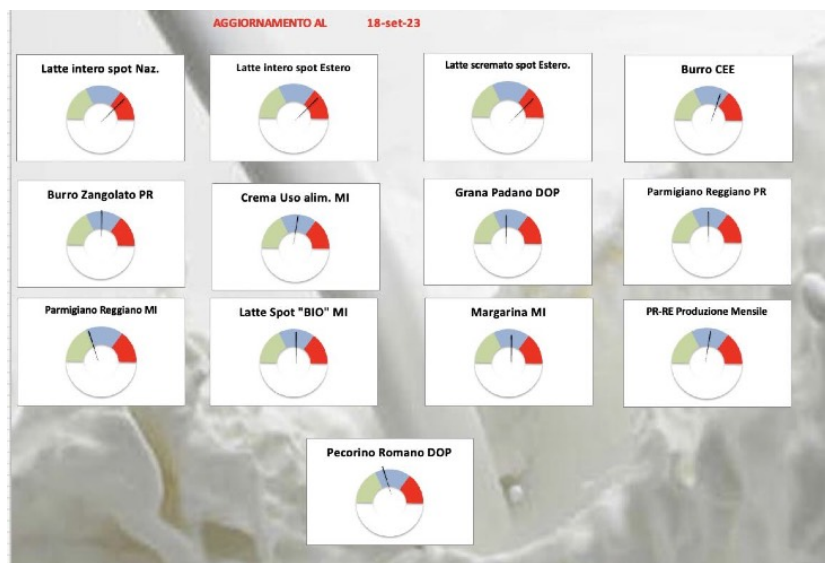 AGGIORNAMENTO AL 18-set-23
Latte intero spot Naz.
Latte intero spot Estero
Latte scremato spot Estero.
Burro CEE
Burro Zangolato PR
Crema Uso alim. MI
Grana Padano DOP
Parmigiano Reggiano PR
Parmigiano Reggiano MI
Latte Spot "BIO" MI
Margarina MI
PR-RE Produzione Mensile
Pecorino Romano DOP